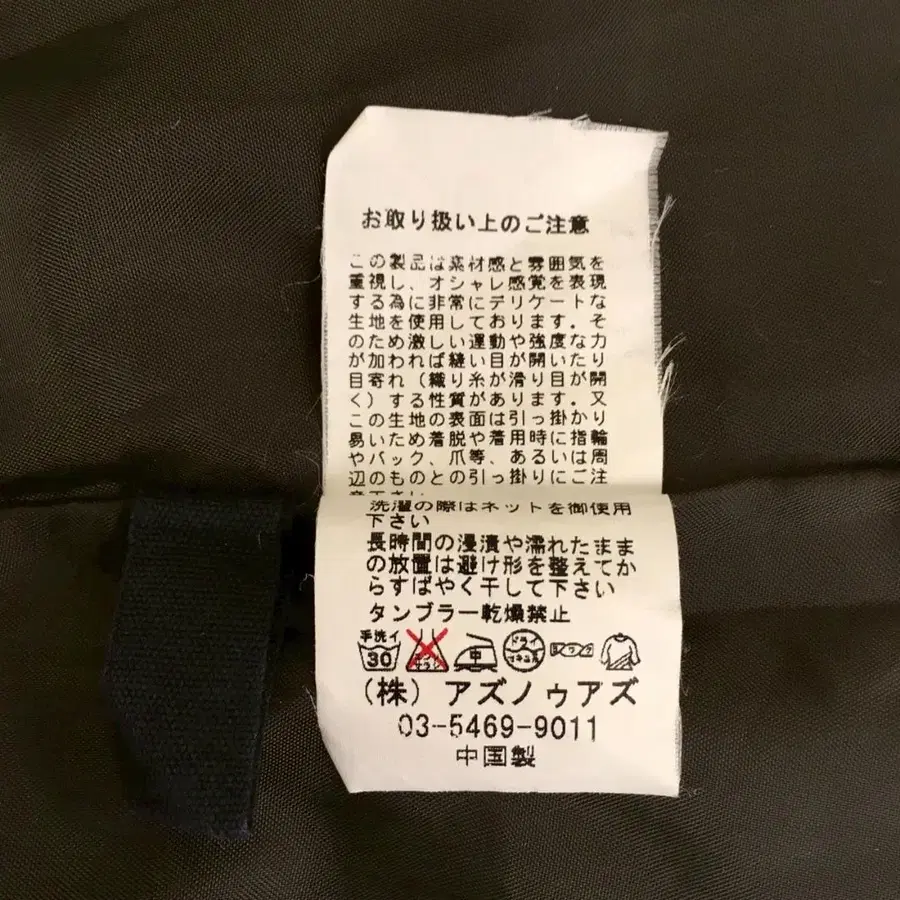 お取り扱い上のご注意
この製品は素材感と雰囲気を
重視し、オシャレ感覚を表現
する為に非常にデリケートな
生地を使用しております。そ
のため激しい運動や強度な力
が加われば縫い目が開いたり
目寄れ（織り糸が滑り目が開
く）する性質があります。又
この生地の表面は引っ掛かり
易いため着脱や着用時に指輪
やバック、爪等、あるいは周
辺のものとの引っ掛りにご注
意下さい
洗濯の際はネットを御使用
下さい
長時間の浸漬や濡れたまま
の放置は避け形を整えてか
らすばやく干して下さい
タンブラー乾燥禁止
手洗イ 30 中 ドライ セキユ系
（株）アズノゥアズ
03-5469-9011
中国製